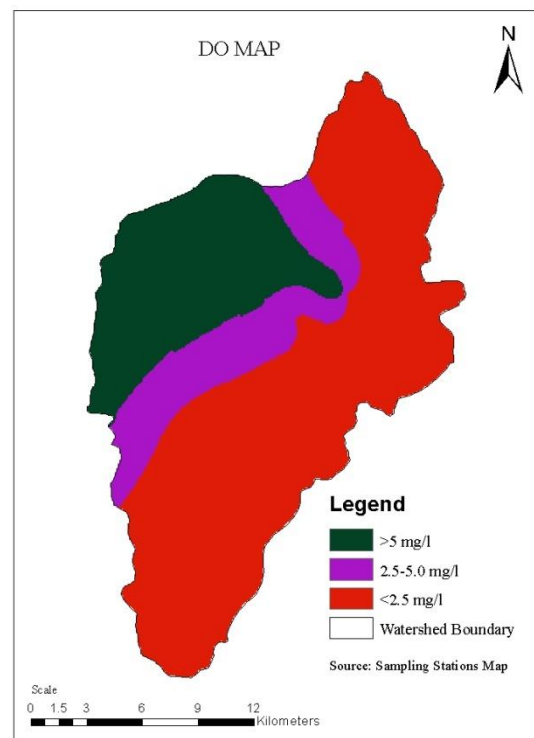 DO MAP
N
Legend
>5 mg/l
2.5-5.0 mg/l
<2.5 mg/l
Watershed Boundary
Source: Sampling Stations Map
Scale
0 1.5 3 6 9 12
Kilometers